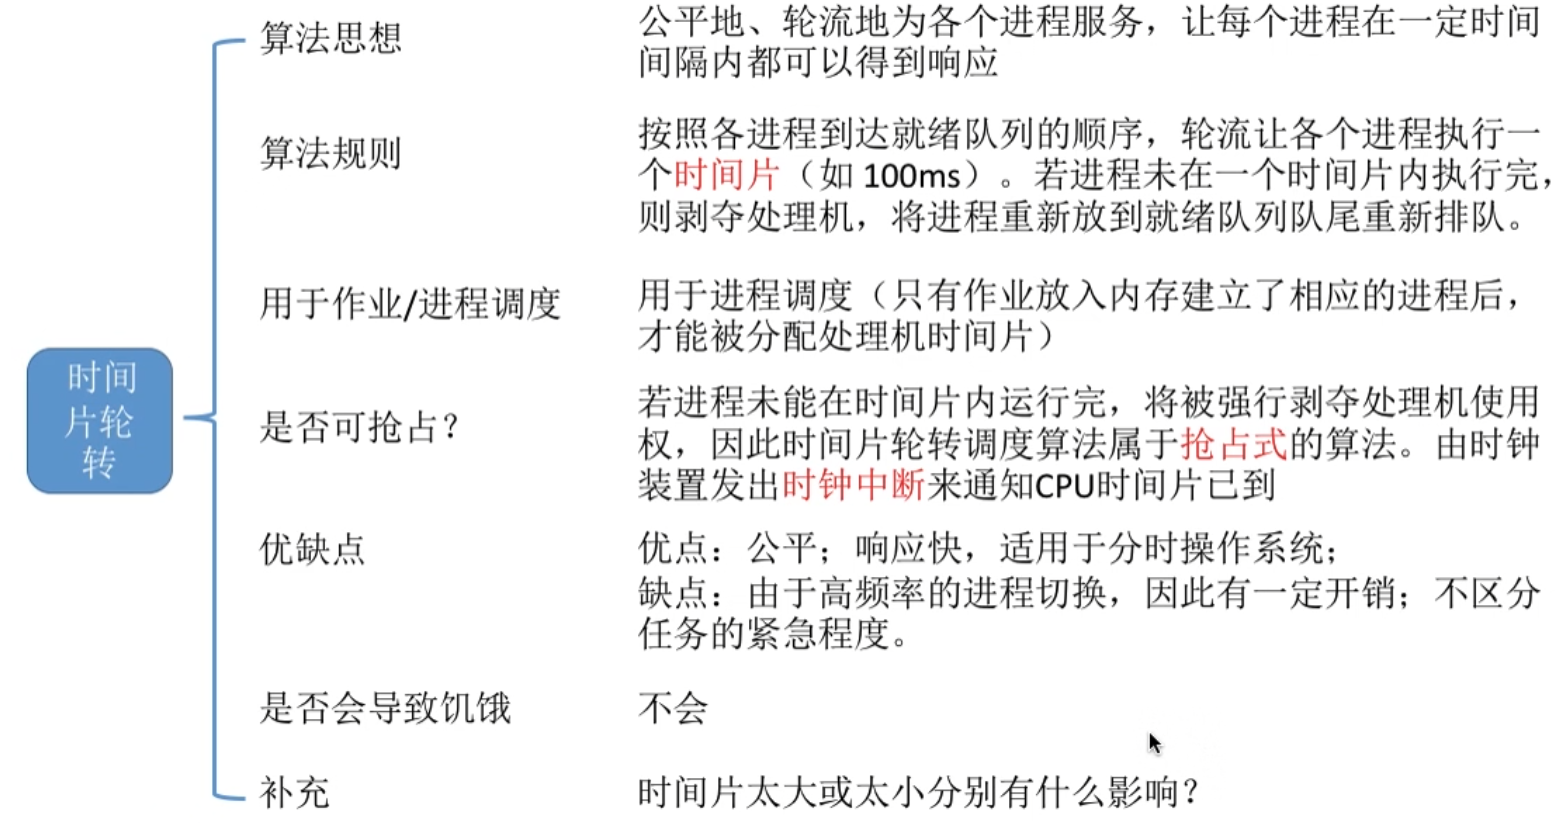 时间
片轮
转
算法思想
公平地、轮流地为各个进程服务，让每个进程在一定时间
间隔内都可以得到响应
算法规则
按照各进程到达就绪队列的顺序，轮流让各个进程执行一
个时间片（如 100ms）。若进程未在一个时间片内执行完，
则剥夺处理机，将进程重新放到就绪队列队尾重新排队。
用于作业/进程调度
用于进程调度（只有作业放入内存建立了相应的进程后，
才能被分配处理机时间片）
是否可抢占？
若进程未能在时间片内运行完，将被强行剥夺处理机使用
权，因此时间片轮转调度算法属于抢占式的算法。由时钟
装置发出时钟中断来通知CPU时间片已到
优缺点
优点：公平；响应快，适用于分时操作系统；
缺点：由于高频率的进程切换，因此有一定开销；不区分
任务的紧急程度。
是否会导致饥饿
不会
补充
时间片太大或太小分别有什么影响？